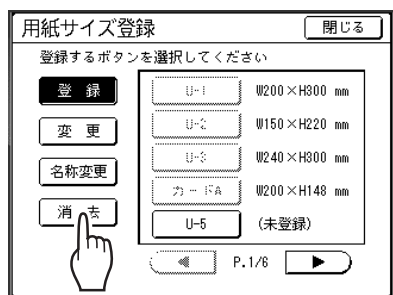 用紙サイズ登録
閉じる
登録するボタンを選択してください
登 録
U-1 W200×H300 mm
変 更
U-2 W150×H220 mm
名称変更
U-3 W240×H300 mm
カードA W200×H148 mm
消 去
U-5 (未登録)
◀ P.1/6 ▶